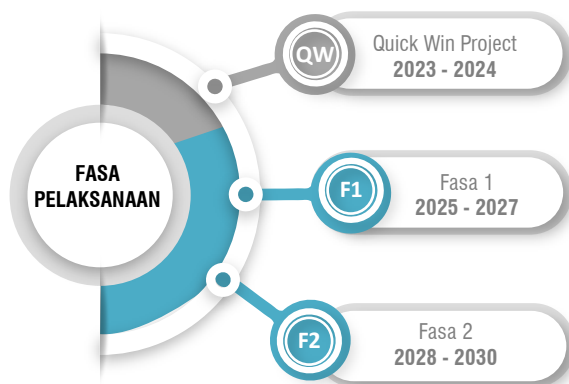 FASA
PELAKSANAAN
QW
Quick Win Project
2023 - 2024
F1
Fasa 1
2025 - 2027
F2
Fasa 2
2028 - 2030